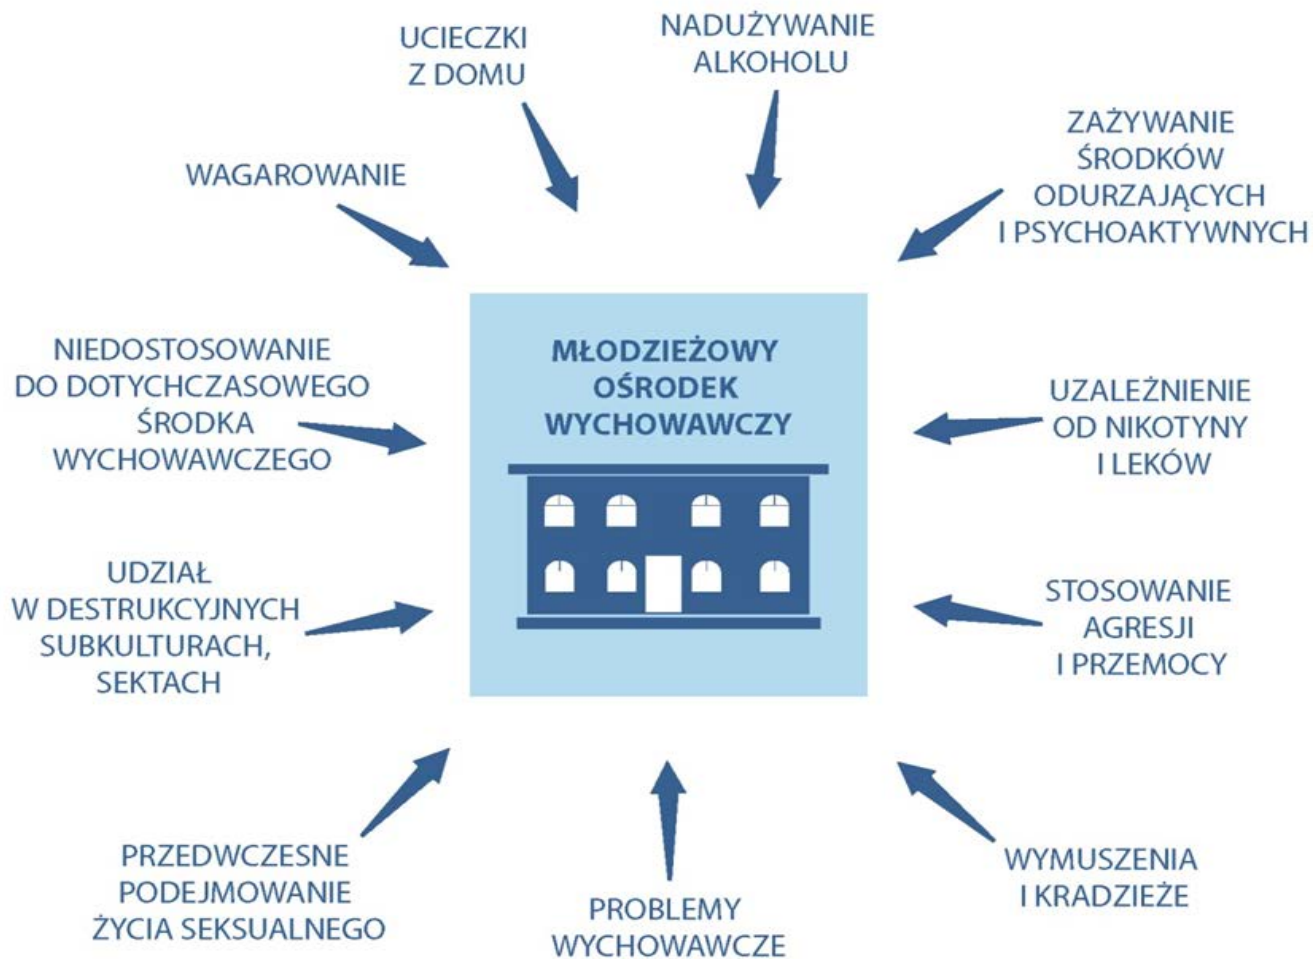 UCIECZKI
Z DOMU
NADUŻYWANIE
ALKOHOLU
ZAŻYWANIE
ŚRODKÓW
ODURZAJĄCYCH
I PSYCHOAKTYWNYCH
WAGAROWANIE
MŁODZIEŻOWY
OŚRODEK
WYCHOWAWCZY
NIEDOSTOSOWANIE
DO DOTYCHCZASOWEGO
ŚRODKA
WYCHOWAWCZEGO
UZALEŻNIENIE
OD NIKOTYNY
I LEKÓW
UDZIAŁ
W DESTRUKCYJNYCH
SUBKULTURACH,
SEKTACH
STOSOWANIE
AGRESJI
I PRZEMOCY
PRZEDWCZESNE
PODEJMOWANIE
ŻYCIA SEKSUALNEGO
PROBLEMY
WYCHOWAWCZE
WYMUSZENIA
I KRADZIEŻE